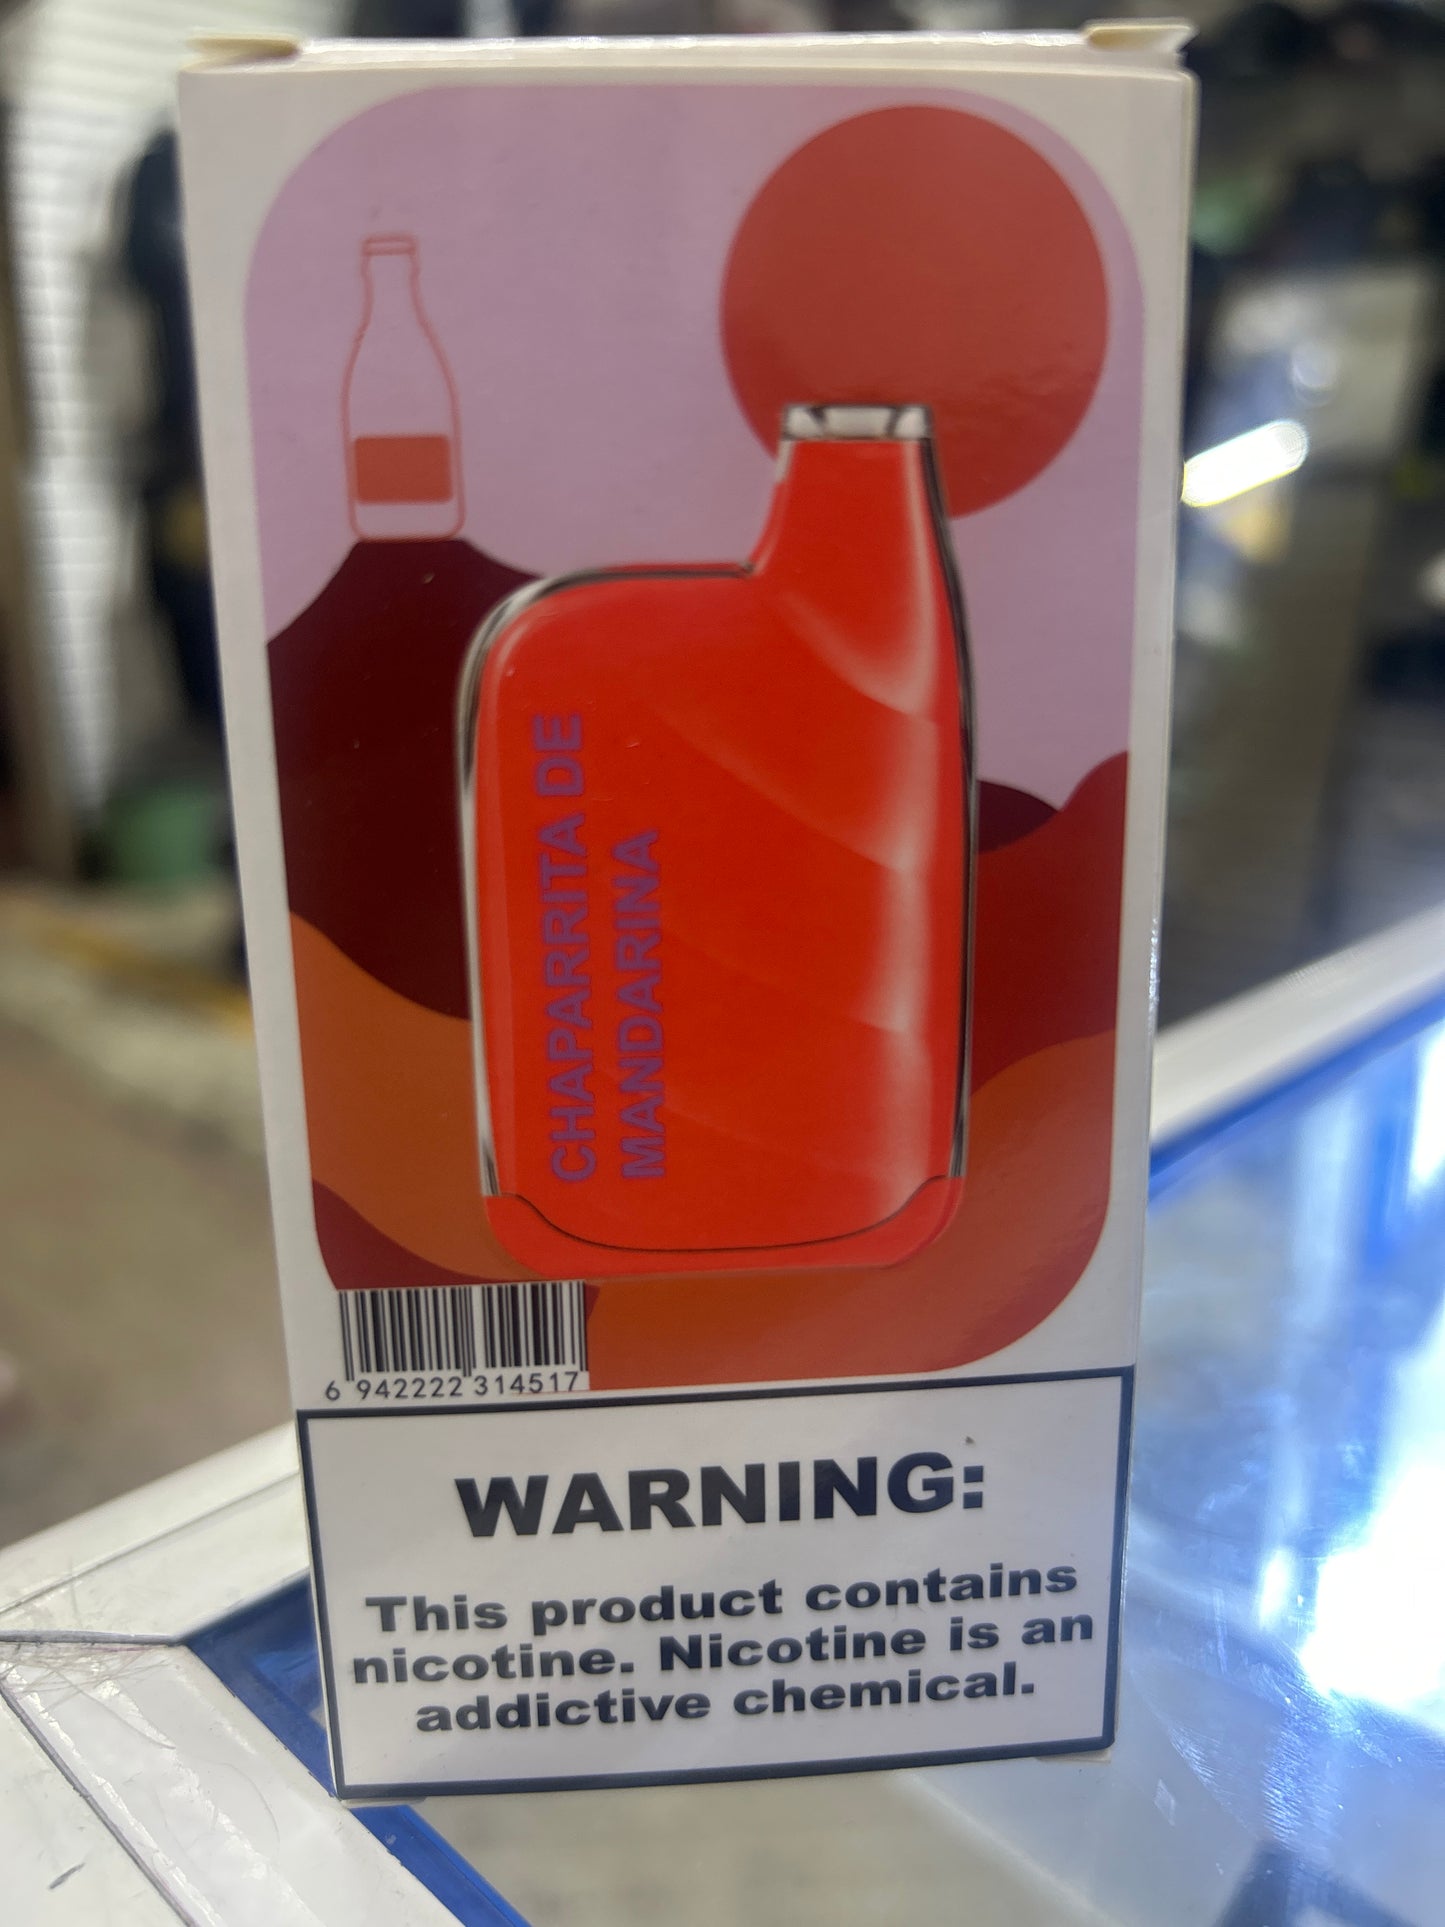 CHAPARRITA DE
MANDARINA
6 942222 314517
WARNING:
This product contains
nicotine. Nicotine is an
addictive chemical.